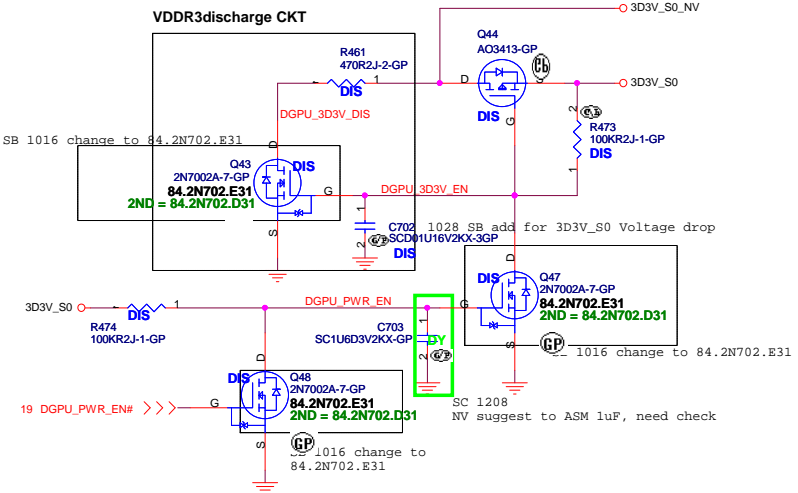 VDDR3discharge CKT
3D3V_S0_NV
Q44
AO3413-GP
R461
470R2J-2-GP
1
D
3D3V_S0
DIS
DGPU_3D3V_DIS
G
DIS
2
R473
100KR2J-1-GP
DIS
1
SB 1016 change to 84.2N702.E31
D
Q43
2N7002A-7-GP
DIS
84.2N702.E31
2ND = 84.2N702.D31
G
DGPU_3D3V_EN
S
1
C702
SCD01U16V2KX-3GP
2
DIS
1028 SB add for 3D3V_S0 Voltage drop
D
DIS
Q47
2N7002A-7-GP
84.2N702.E31
2ND = 84.2N702.D31
G
S
GP
1016 change to 84.2N702.E31
3D3V_S0
1
DIS
R474
100KR2J-1-GP
DGPU_PWR_EN
C703
SC1U6D3V2KX-GP
1
DY
2
D
DIS
Q48
2N7002A-7-GP
84.2N702.E31
2ND = 84.2N702.D31
19 DGPU_PWR_EN#
G
S
GP
SB 1016 change to
84.2N702.E31
SC 1208
NV suggest to ASM 1uF, need check